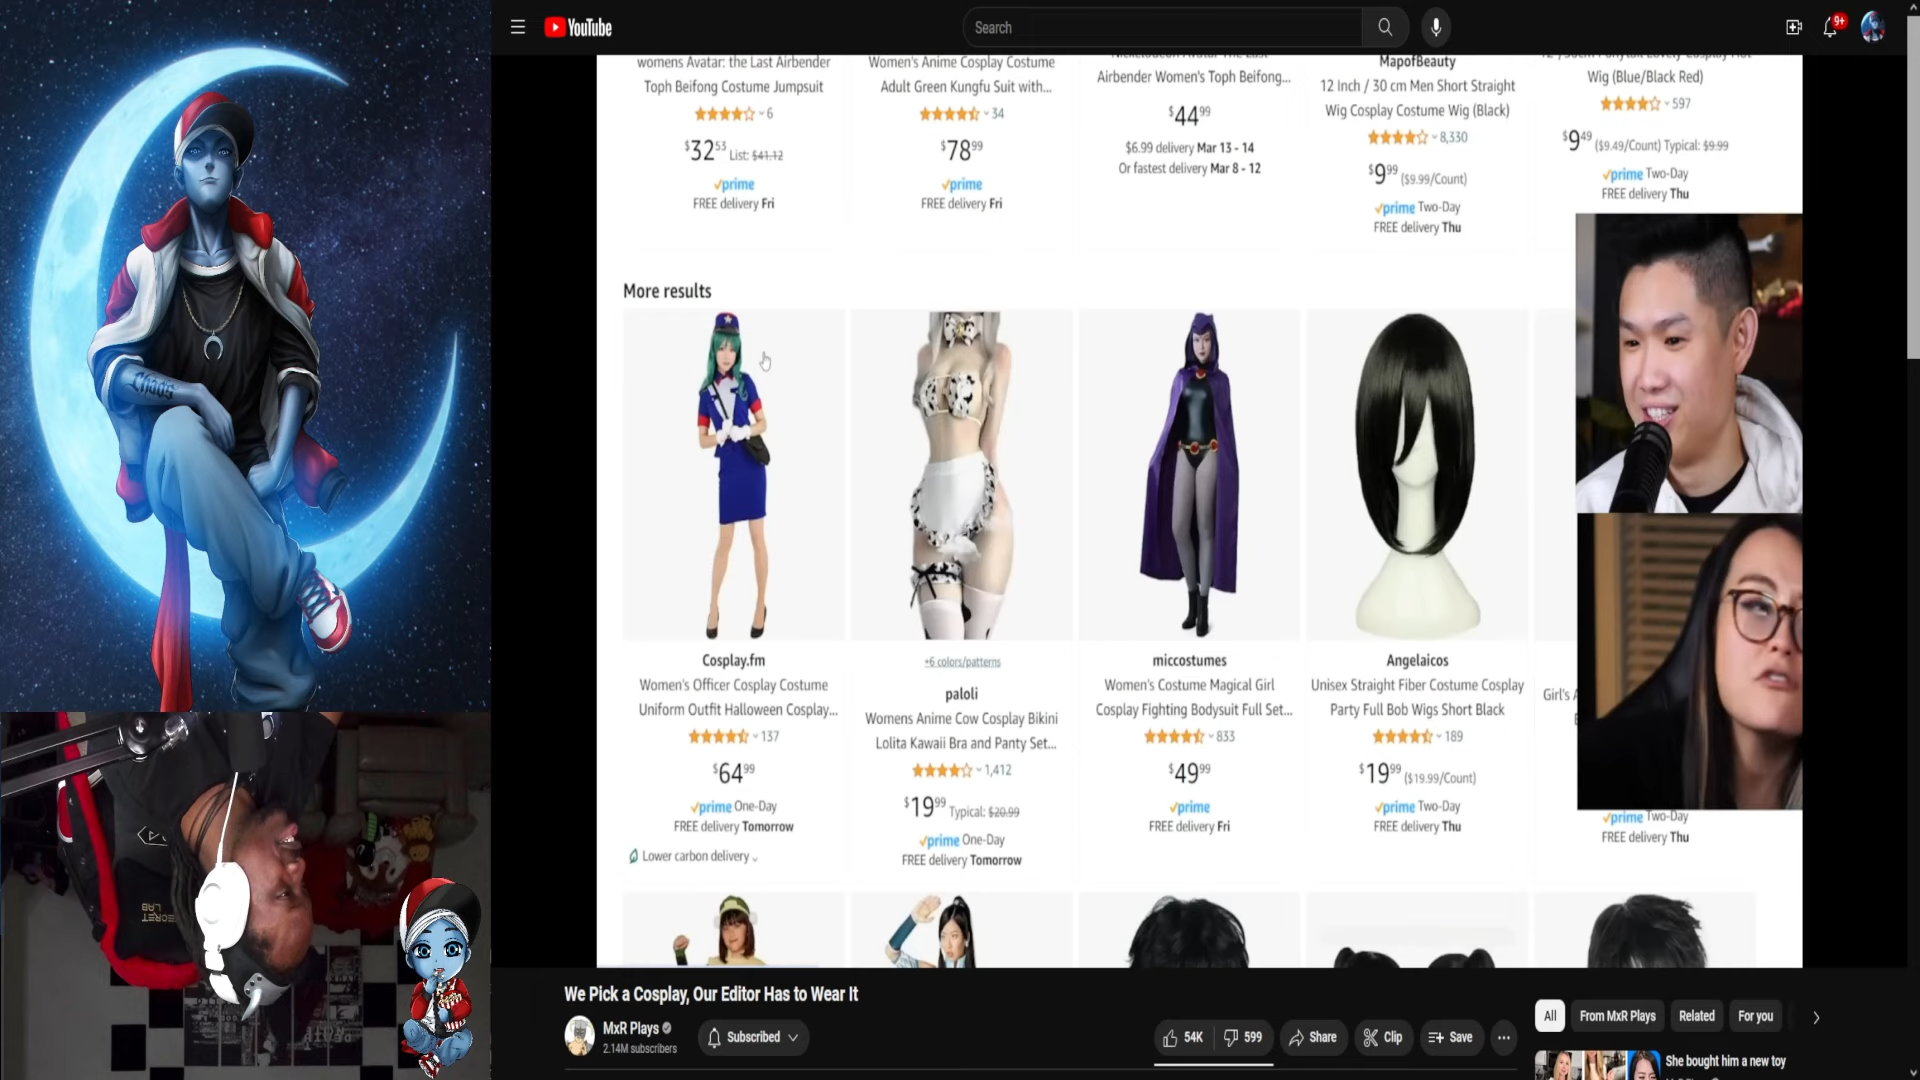 YouTube
Search
9+
womens Avatar: the Last Airbender
Toph Beifong Costume Jumpsuit
6
$32.53 List: $41.12
prime
FREE delivery Fri
Women's Anime Cosplay Costume
Adult Green Kungfu Suit with...
34
$78.99
prime
FREE delivery Fri
Nickelodeon Avatar The Last
Airbender Women's Toph Beifong...
$44.99
$6.99 delivery Mar 13 - 14
Or fastest delivery Mar 8 - 12
MapofBeauty
12 Inch / 30 cm Men Short Straight
Wig Cosplay Costume Wig (Black)
8,330
$9.99 ($9.99/Count)
prime Two-Day
FREE delivery Thu
Wig (Blue/Black Red)
597
$9.49 ($9.49/Count) Typical: $9.99
prime Two-Day
FREE delivery Thu
More results
Cosplay.fm
Women's Officer Cosplay Costume
Uniform Outfit Halloween Cosplay...
137
$64.99
prime One-Day
FREE delivery Tomorrow
Lower carbon delivery
+6 colors/patterns
paloli
Womens Anime Cow Cosplay Bikini
Lolita Kawaii Bra and Panty Set...
1,412
$19.99 Typical: $20.99
prime One-Day
FREE delivery Tomorrow
miccostumes
Women's Costume Magical Girl
Cosplay Fighting Bodysuit Full Set...
833
$49.99
prime
FREE delivery Fri
Angelaicos
Unisex Straight Fiber Costume Cosplay
Party Full Bob Wigs Short Black
189
$19.99 ($19.99/Count)
prime Two-Day
FREE delivery Thu
Girl's
prime Two-Day
FREE delivery Thu
Chaos
SECRET
LAB
We Pick a Cosplay, Our Editor Has to Wear It
MxR Plays
2.14M subscribers
Subscribed
54K
599
Share
Clip
Save
All
From MxR Plays
Related
For you
She bought him a new toy